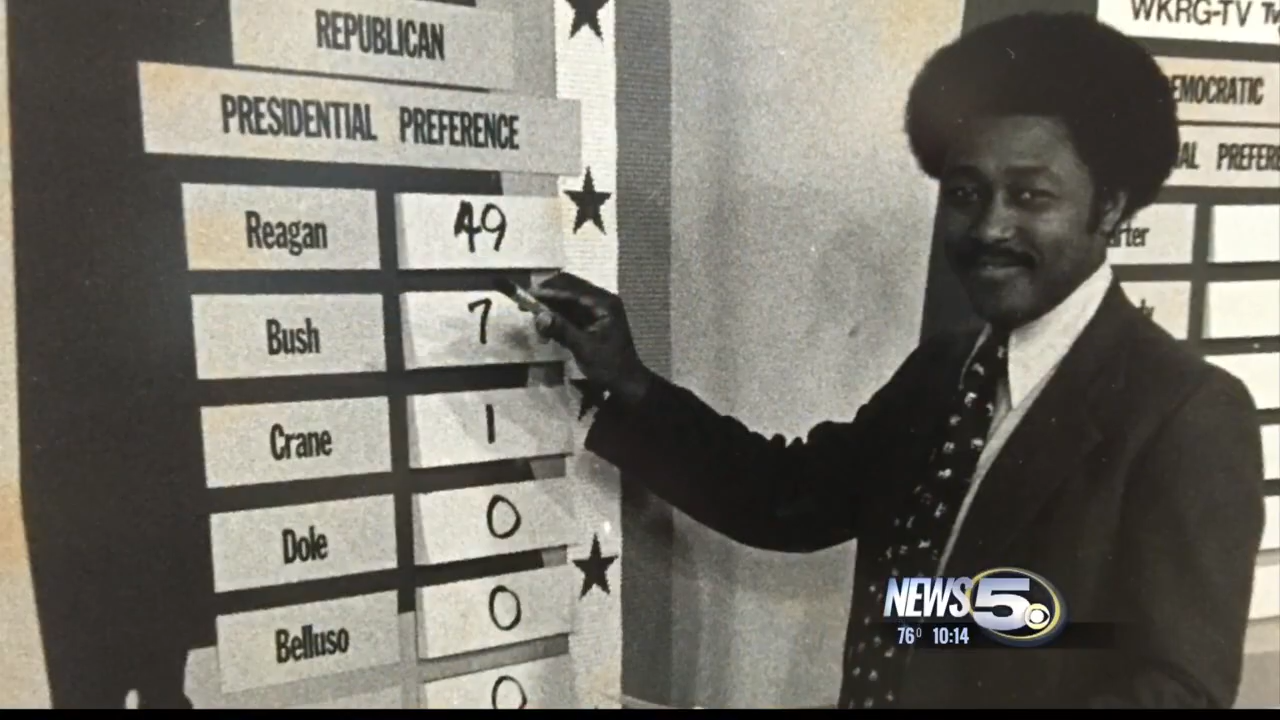 REPUBLICAN
PRESIDENTIAL PREFERENCE
Reagan 49
Bush 7
Crane 1
Dole 0
Belluso 0
0
WKRG-TV
EMOCRATIC
AL PREFER
arter
NEWS 5
76° 10:14